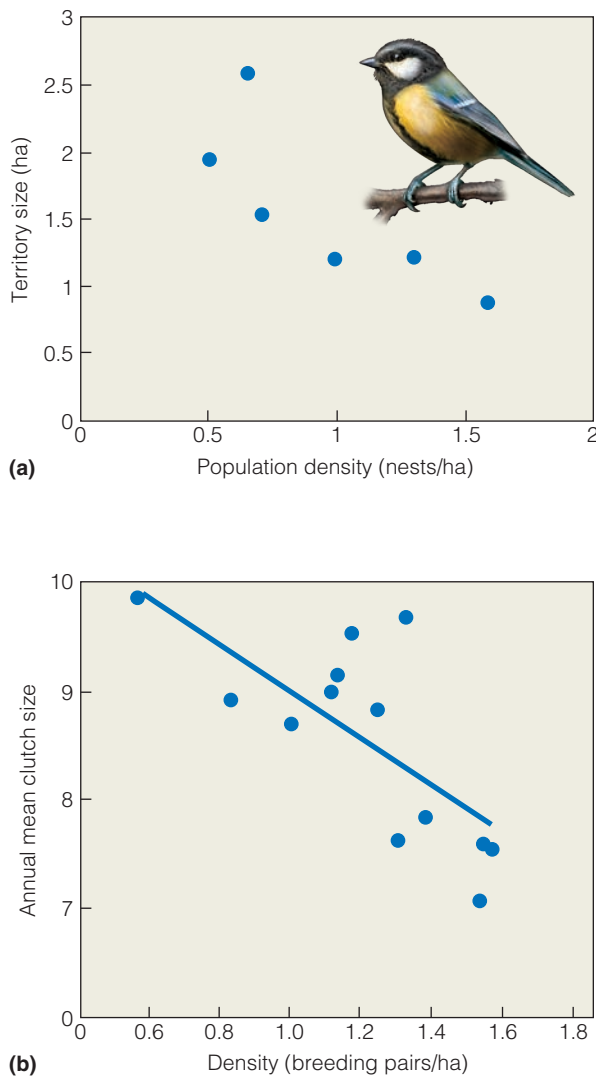 3
2.5
2
1.5
1
0.5
0
Territory size (ha)
0 0.5 1 1.5 2
Population density (nests/ha)
(a)
10
9
8
7
0
Annual mean clutch size
0 0.6 0.8 1.0 1.2 1.4 1.6 1.8
Density (breeding pairs/ha)
(b)